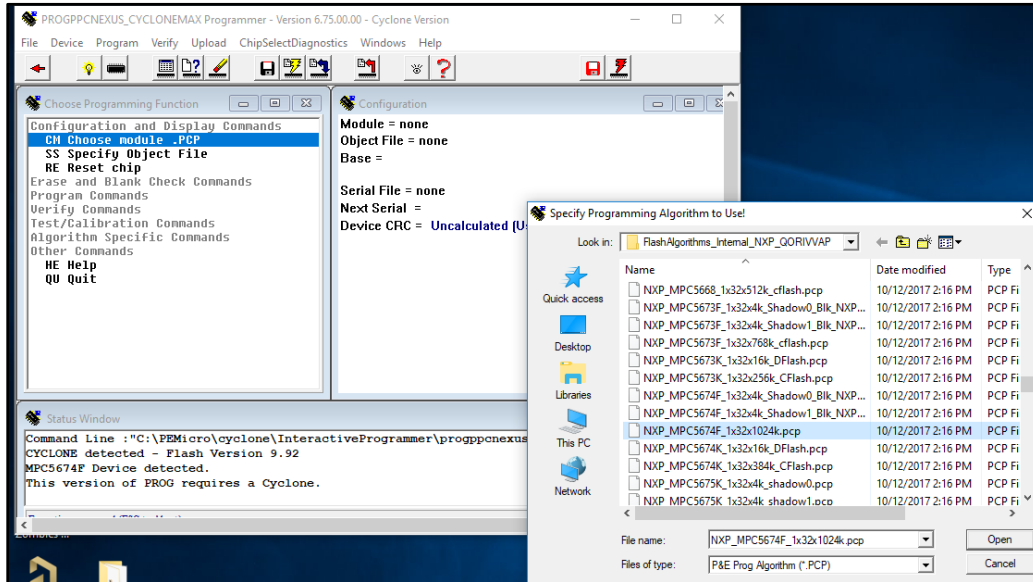 PROGPPCNEXUS_CYCLONEMAX Programmer - Version 6.75.00.00 - Cyclone Version
File Device Program Verify Upload ChipSelectDiagnostics Windows Help
Choose Programming Function
Configuration and Display Commands
CM Choose module .PCP
SS Specify Object File
RE Reset chip
Erase and Blank Check Commands
Program Commands
Verify Commands
Test/Calibration Commands
Algorithm Specific Commands
Other Commands
HE Help
QU Quit
Configuration
Module = none
Object File = none
Base =
Serial File = none
Next Serial =
Device CRC = Uncalculated (Us
Status Window
Command Line :"C:\PEMicro\cyclone\InteractiveProgrammer\progppcnexus
CYCLONE detected - Flash Version 9.92
MPC5674F Device detected.
This version of PROG requires a Cyclone.
Specify Programming Algorithm to Use!
Look in: FlashAlgorithms_Internal_NXP_QORIVVAP
Quick access
Desktop
Libraries
This PC
Network
Name Date modified Type
NXP_MPC5668_1x32x512k_cflash.pcp 10/12/2017 2:16 PM PCP Fi
NXP_MPC5673F_1x32x4k_Shadow0_Blk_NXP... 10/12/2017 2:16 PM PCP Fi
NXP_MPC5673F_1x32x4k_Shadow1_Blk_NXP... 10/12/2017 2:16 PM PCP Fi
NXP_MPC5673F_1x32x768k_cflash.pcp 10/12/2017 2:16 PM PCP Fi
NXP_MPC5673K_1x32x16k_DFlash.pcp 10/12/2017 2:16 PM PCP Fi
NXP_MPC5673K_1x32x256k_CFlash.pcp 10/12/2017 2:16 PM PCP Fi
NXP_MPC5674F_1x32x4k_Shadow0_Blk_NXP... 10/12/2017 2:16 PM PCP Fi
NXP_MPC5674F_1x32x4k_Shadow1_Blk_NXP... 10/12/2017 2:16 PM PCP Fi
NXP_MPC5674F_1x32x1024k.pcp 10/12/2017 2:16 PM PCP Fi
NXP_MPC5674K_1x32x16k_DFlash.pcp 10/12/2017 2:16 PM PCP Fi
NXP_MPC5674K_1x32x384k_CFlash.pcp 10/12/2017 2:16 PM PCP Fi
NXP_MPC5675K_1x32x4k_shadow0.pcp 10/12/2017 2:16 PM PCP Fi
NXP_MPC5675K_1x32x4k_shadow1.pcp 10/12/2017 2:16 PM PCP Fi
File name: NXP_MPC5674F_1x32x1024k.pcp Open
Files of type: P&E Prog Algorithm (*.PCP) Cancel